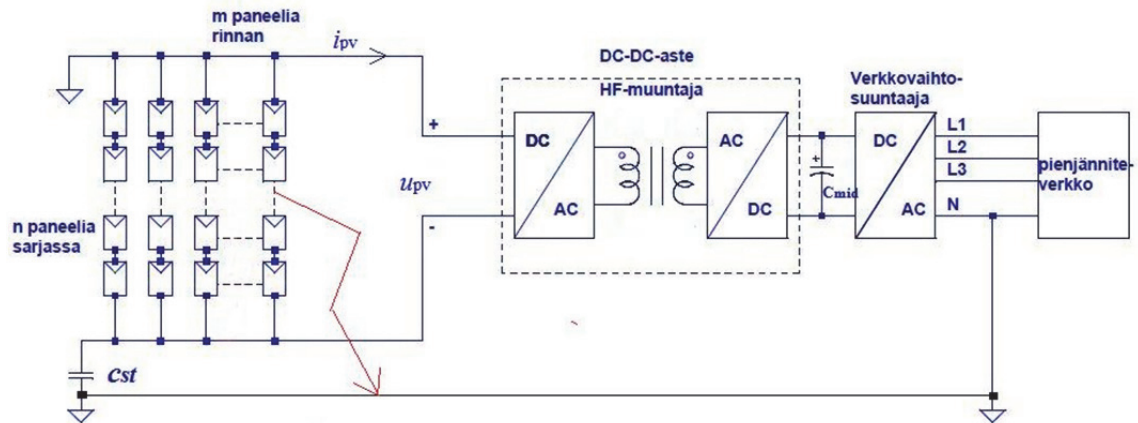 m paneelia
rinnan
ipv
DC-DC-aste
HF-muuntaja
Verkkovaihto-
suuntaaja
+
DC
AC
AC
DC
+
Cmid
DC
AC
L1
L2
L3
N
pienjännite-
verkko
upv
-
n paneelia
sarjassa
cst